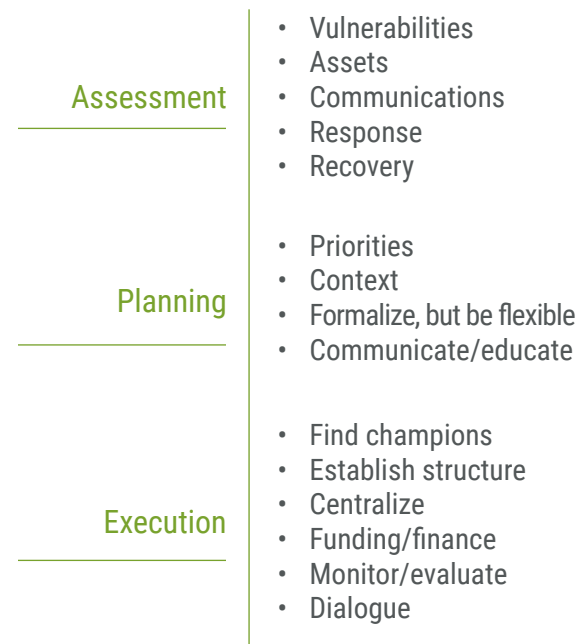 Assessment
• Vulnerabilities
• Assets
• Communications
• Response
• Recovery
Planning
• Priorities
• Context
• Formalize, but be flexible
• Communicate/educate
Execution
• Find champions
• Establish structure
• Centralize
• Funding/finance
• Monitor/evaluate
• Dialogue